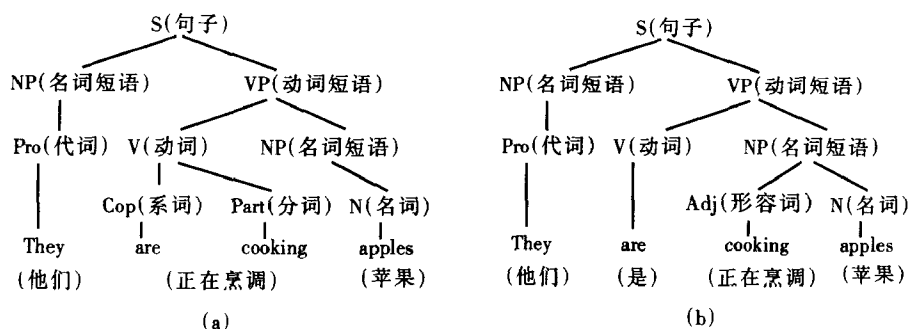 S(句子)
NP(名词短语) VP(动词短语)
Pro(代词) V(动词) NP(名词短语)
Cop(系词) Part(分词) N(名词)
They are cooking apples
(他们) (正在烹调) (苹果)
(a)
S(句子)
NP(名词短语) VP(动词短语)
Pro(代词) V(动词) NP(名词短语)
Adj(形容词) N(名词)
They are cooking apples
(他们) (是) (正在烹调) (苹果)
(b)